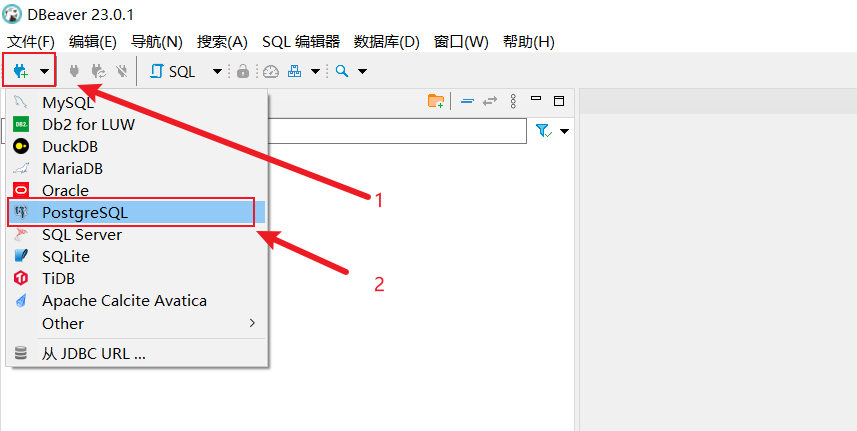 DBeaver 23.0.1
文件(F) 编辑(E) 导航(N) 搜索(A) SQL 编辑器 数据库(D) 窗口(W) 帮助(H)
SQL
MySQL
DB2. Db2 for LUW
DuckDB
MariaDB
Oracle
1
PostgreSQL
SQL Server
SQLite
TiDB
2
Apache Calcite Avatica
Other
从 JDBC URL ...